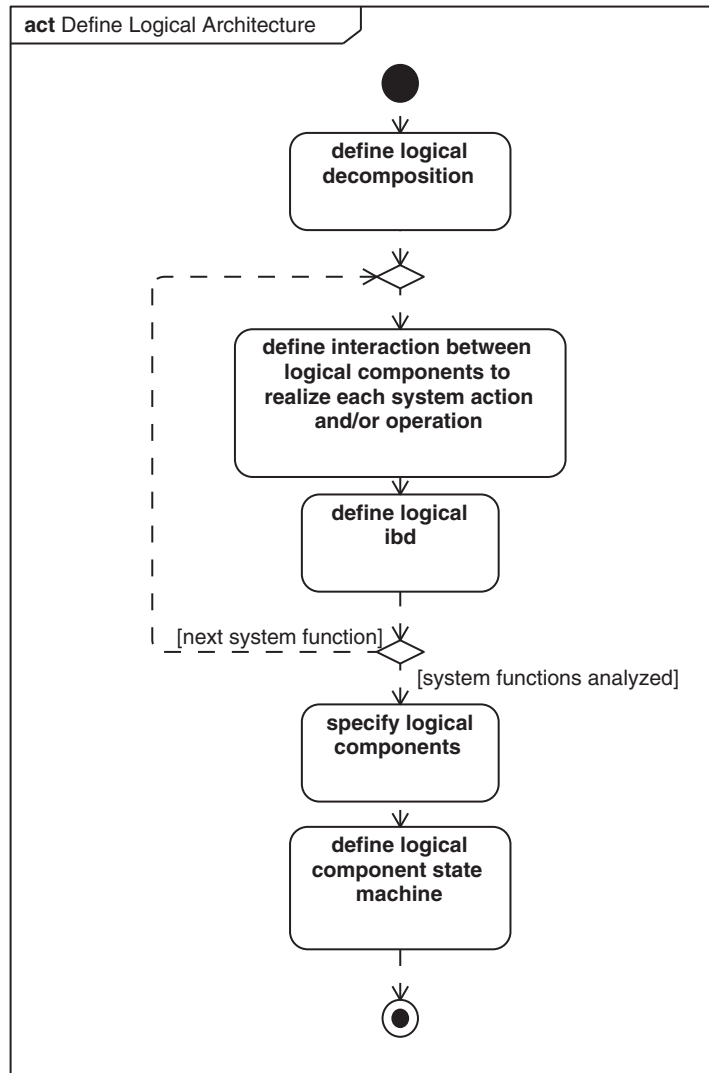 act Define Logical Architecture
define logical
decomposition
define interaction between
logical components to
realize each system action
and/or operation
define logical
ibd
[next system function]
[system functions analyzed]
specify logical
components
define logical
component state
machine